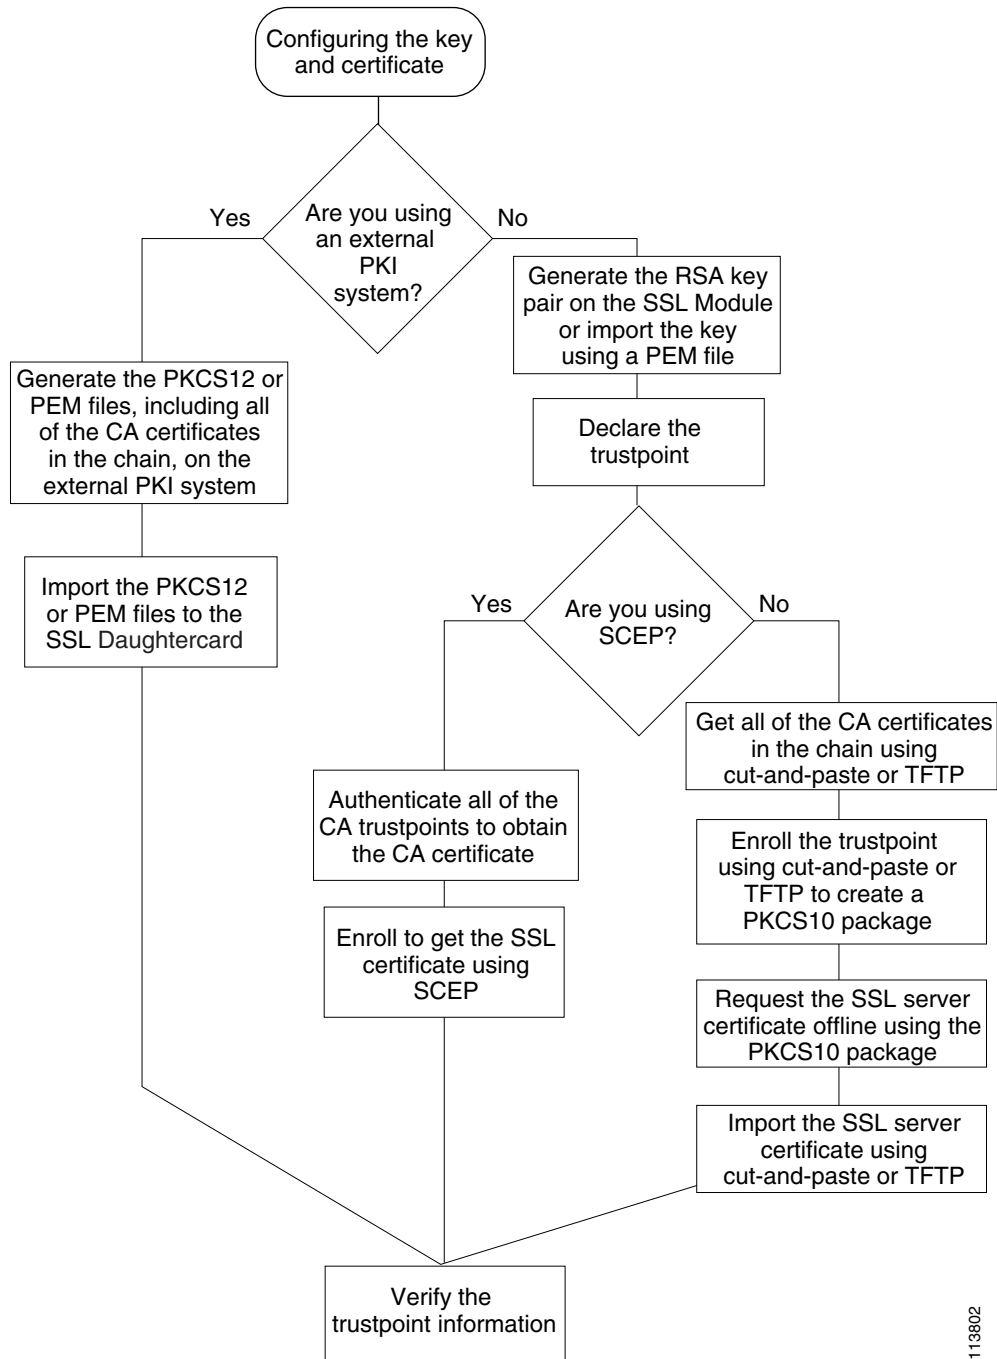 Configuring the key
and certificate
Are you using
an external
PKI
system?
Yes
No
Generate the RSA key
pair on the SSL Module
or import the key
using a PEM file
Generate the PKCS12 or
PEM files, including all
of the CA certificates
in the chain, on the
external PKI system
Declare the
trustpoint
Import the PKCS12
or PEM files to the
SSL Daughtercard
Yes
Are you using
SCEP?
No
Get all of the CA certificates
in the chain using
cut-and-paste or TFTP
Authenticate all of the
CA trustpoints to obtain
the CA certificate
Enroll the trustpoint
using cut-and-paste or
TFTP to create a
PKCS10 package
Enroll to get the SSL
certificate using
SCEP
Request the SSL server
certificate offline using the
PKCS10 package
Import the SSL server
certificate using
cut-and-paste or TFTP
Verify the
trustpoint information
113802